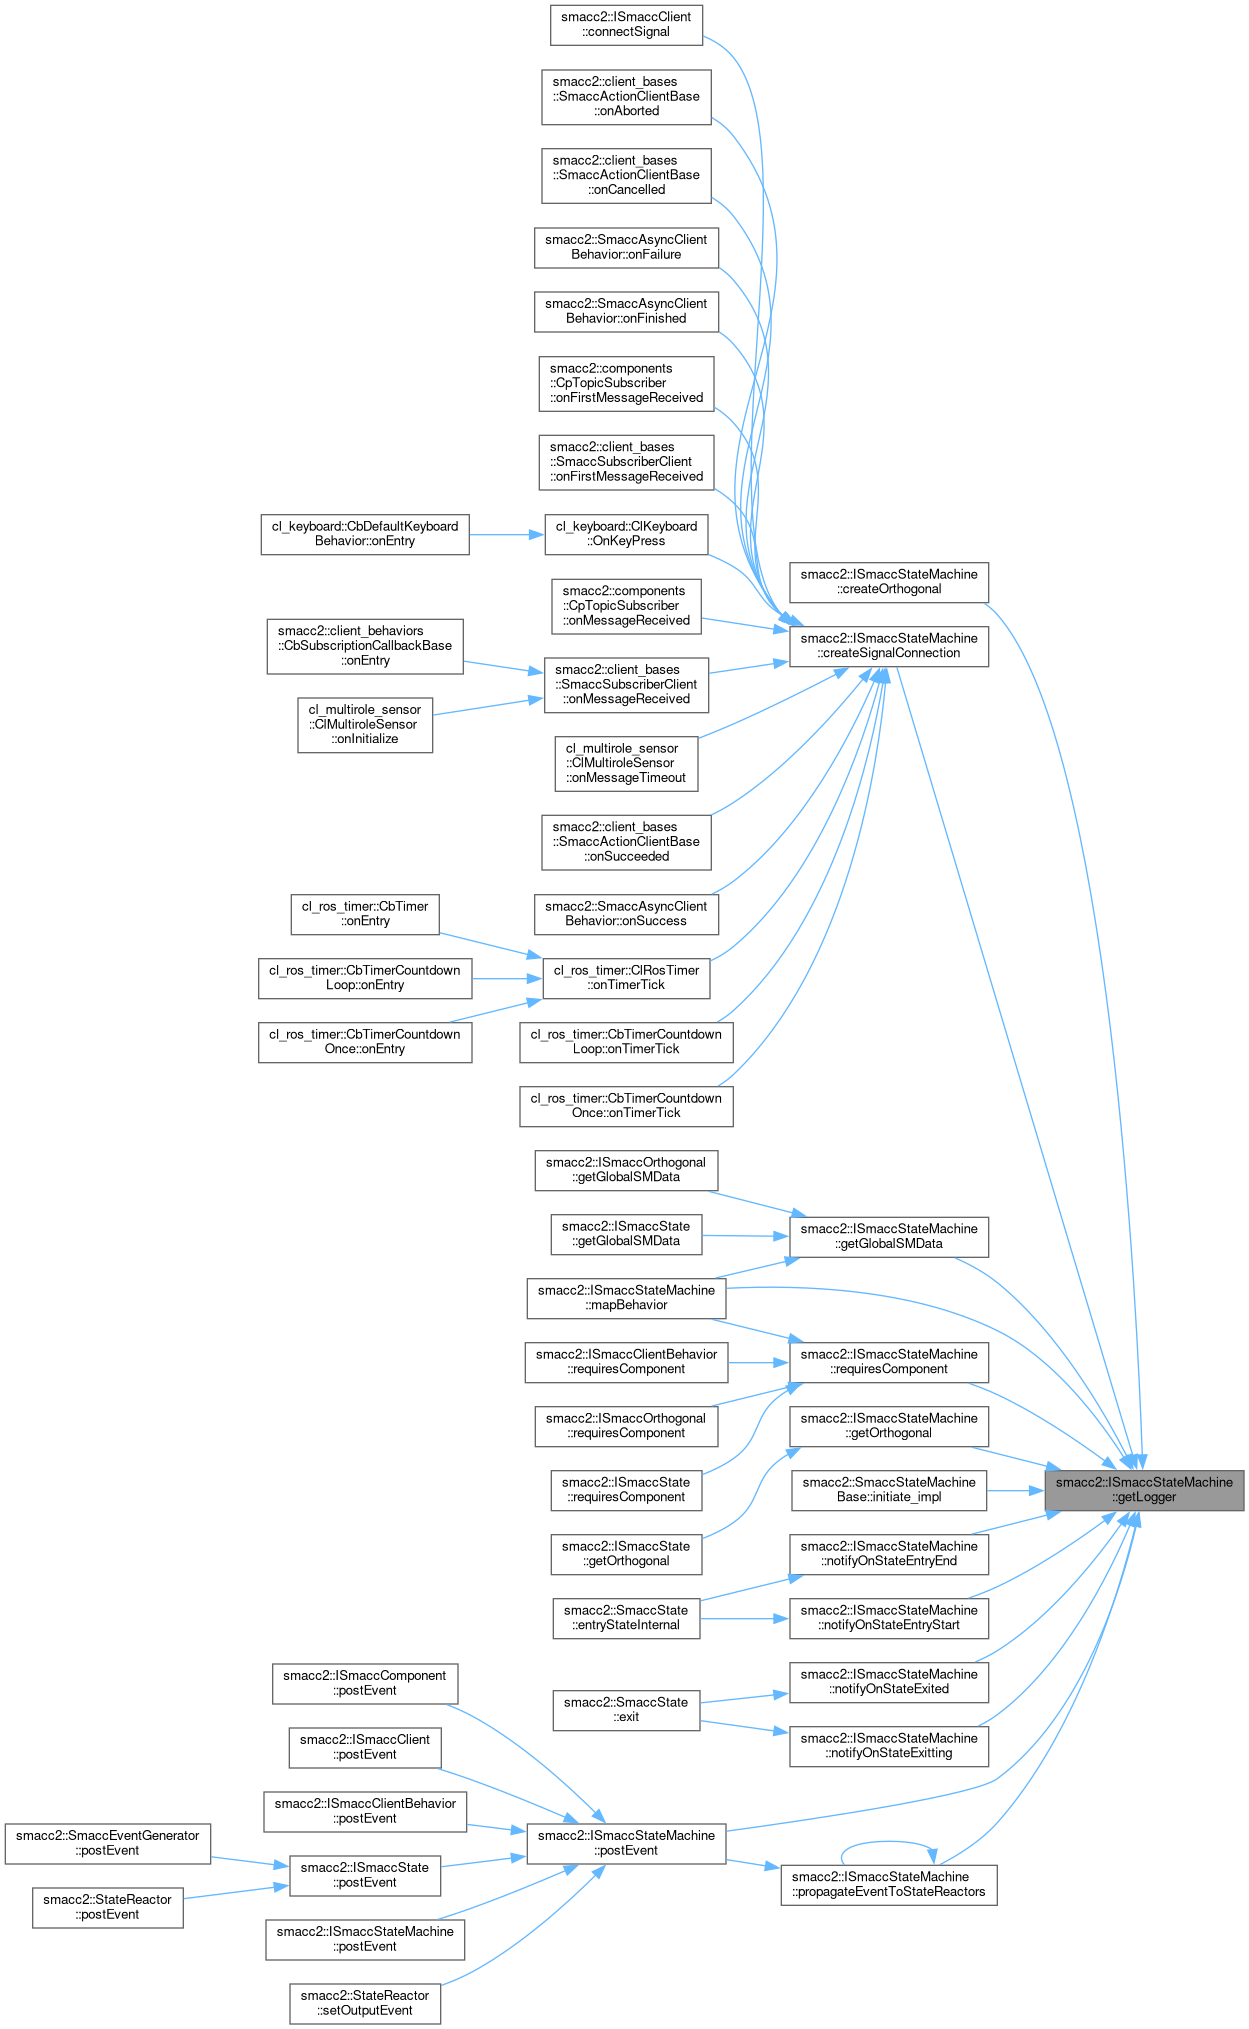 smacc2::ISmaccClient
::connectSignal
smacc2::client_bases
::SmaccActionClientBase
::onAborted
smacc2::client_bases
::SmaccActionClientBase
::onCancelled
smacc2::SmaccAsyncClient
Behavior::onFailure
smacc2::SmaccAsyncClient
Behavior::onFinished
smacc2::components
::CpTopicSubscriber
::onFirstMessageReceived
smacc2::client_bases
::SmaccSubscriberClient
::onFirstMessageReceived
cl_keyboard::CbDefaultKeyboard
Behavior::onEntry
cl_keyboard::ClKeyboard
::OnKeyPress
smacc2::ISmaccStateMachine
::createOrthogonal
smacc2::components
::CpTopicSubscriber
::onMessageReceived
smacc2::client_behaviors
::CbSubscriptionCallbackBase
::onEntry
smacc2::ISmaccStateMachine
::createSignalConnection
smacc2::client_bases
::SmaccSubscriberClient
::onMessageReceived
cl_multirole_sensor
::ClMultiroleSensor
::onInitialize
cl_multirole_sensor
::ClMultiroleSensor
::onMessageTimeout
smacc2::client_bases
::SmaccActionClientBase
::onSucceeded
cl_ros_timer::CbTimer
::onEntry
smacc2::SmaccAsyncClient
Behavior::onSuccess
cl_ros_timer::CbTimerCountdown
Loop::onEntry
cl_ros_timer::ClRosTimer
::onTimerTick
cl_ros_timer::CbTimerCountdown
Once::onEntry
cl_ros_timer::CbTimerCountdown
Loop::onTimerTick
cl_ros_timer::CbTimerCountdown
Once::onTimerTick
smacc2::ISmaccOrthogonal
::getGlobalSMData
smacc2::ISmaccState
::getGlobalSMData
smacc2::ISmaccStateMachine
::getGlobalSMData
smacc2::ISmaccStateMachine
::mapBehavior
smacc2::ISmaccClientBehavior
::requiresComponent
smacc2::ISmaccStateMachine
::requiresComponent
smacc2::ISmaccOrthogonal
::requiresComponent
smacc2::ISmaccStateMachine
::getOrthogonal
smacc2::ISmaccState
::requiresComponent
smacc2::SmaccStateMachine
Base::initiate_impl
smacc2::ISmaccStateMachine
::getLogger
smacc2::ISmaccState
::getOrthogonal
smacc2::ISmaccStateMachine
::notifyOnStateEntryEnd
smacc2::SmaccState
::entryStateInternal
smacc2::ISmaccStateMachine
::notifyOnStateEntryStart
smacc2::ISmaccComponent
::postEvent
smacc2::ISmaccStateMachine
::notifyOnStateExited
smacc2::SmaccState
::exit
smacc2::ISmaccClient
::postEvent
smacc2::ISmaccStateMachine
::notifyOnStateExitting
smacc2::ISmaccClientBehavior
::postEvent
smacc2::SmaccEventGenerator
::postEvent
smacc2::ISmaccStateMachine
::postEvent
smacc2::ISmaccState
::postEvent
smacc2::ISmaccStateMachine
::propagateEventToStateReactors
smacc2::StateReactor
::postEvent
smacc2::ISmaccStateMachine
::postEvent
smacc2::StateReactor
::setOutputEvent